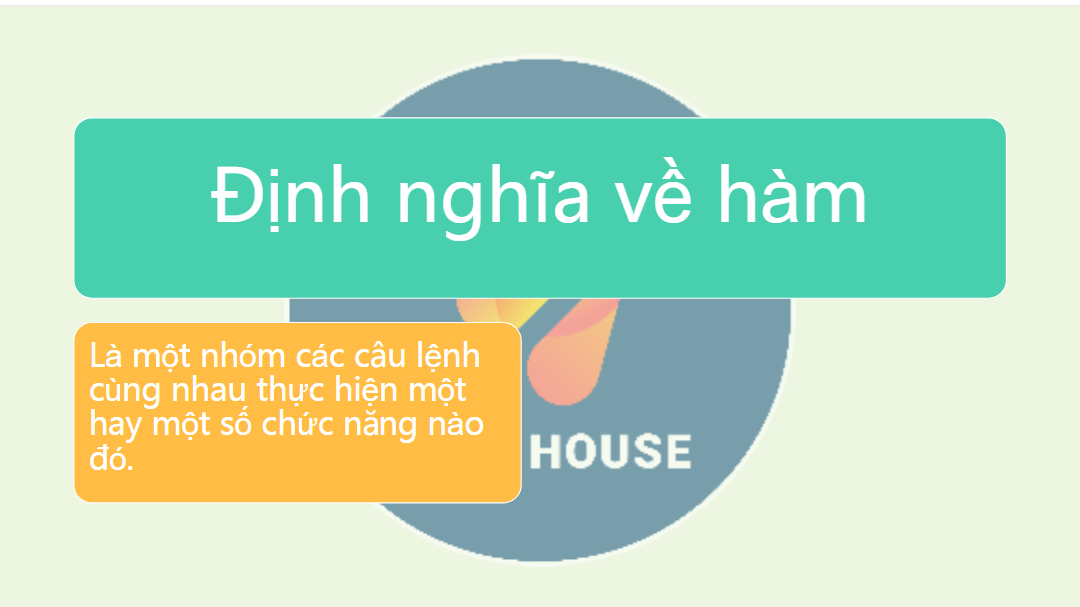 Định nghĩa về hàm
Là một nhóm các câu lệnh
cùng nhau thực hiện một
hay một số chức năng nào
đó.
HOUSE